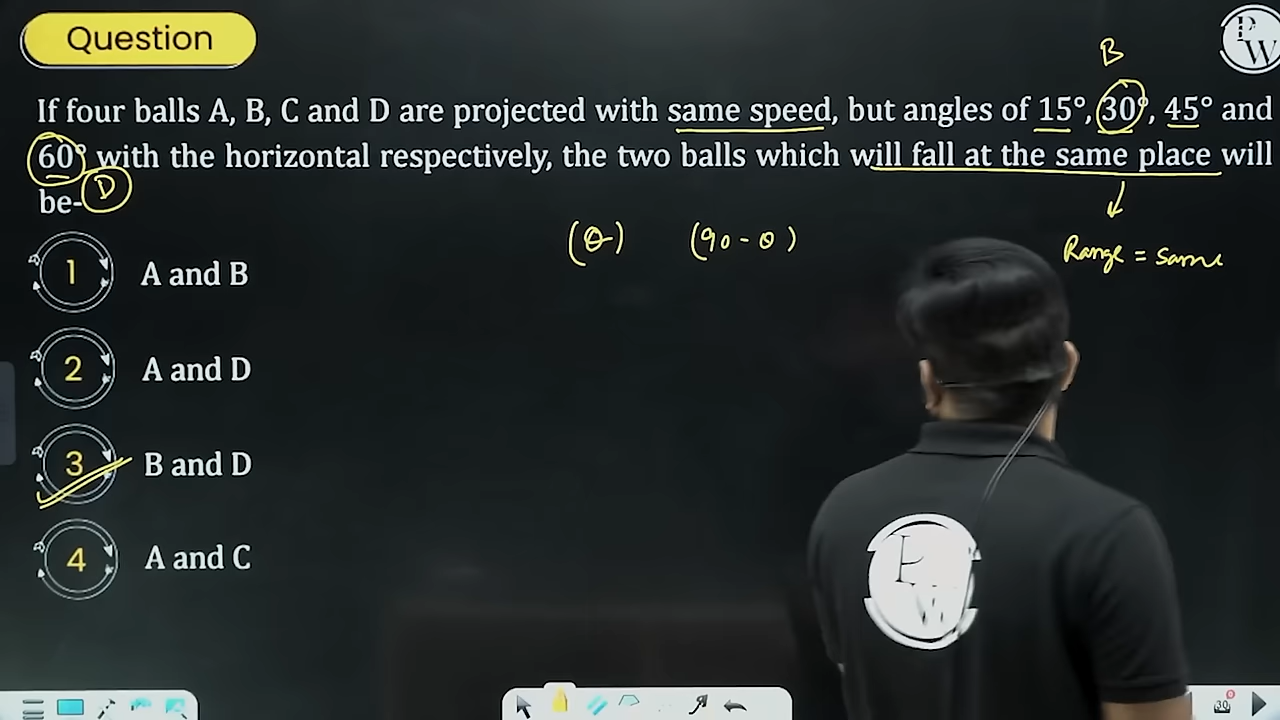 Question
P
W
B
If four balls A, B, C and D are projected with same speed, but angles of 15°, 30°, 45° and
60° with the horizontal respectively, the two balls which will fall at the same place will
be-
D
(θ) (90 - θ)
Range = same
1 A and B
2 A and D
3 B and D
4 A and C
P
W
30